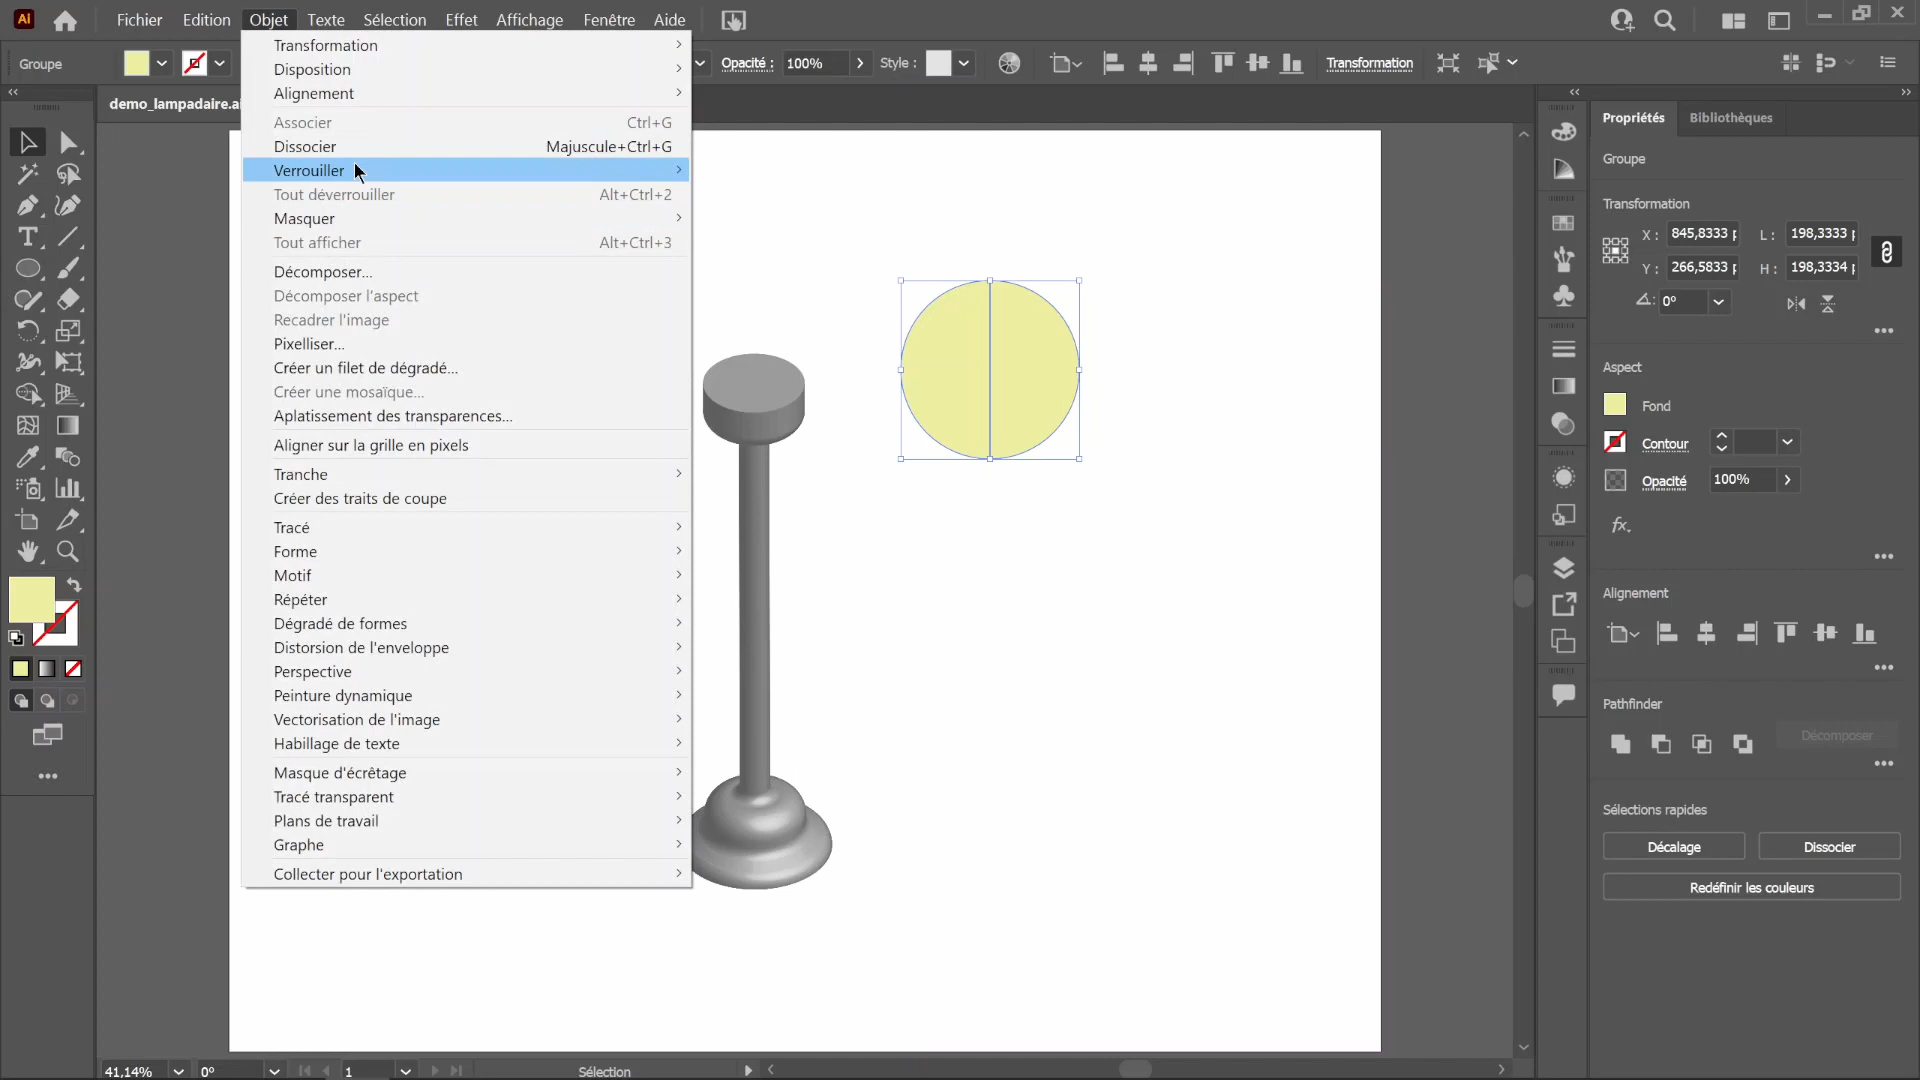 Ai
Fichier
Edition
Objet
Texte
Sélection
Effet
Affichage
Fenêtre
Aide
Groupe
Opacité :
100%
Style :
Transformation
demo_lampadaire.ai
Transformation
Disposition
Alignement
Associer Ctrl+G
Dissocier Majuscule+Ctrl+G
Verrouiller
Tout déverrouiller Alt+Ctrl+2
Masquer
Tout afficher Alt+Ctrl+3
Décomposer...
Décomposer l'aspect
Recadrer l'image
Pixelliser...
Créer un filet de dégradé...
Créer une mosaïque...
Aplatissement des transparences...
Aligner sur la grille en pixels
Tranche
Créer des traits de coupe
Tracé
Forme
Motif
Répéter
Dégradé de formes
Distorsion de l'enveloppe
Perspective
Peinture dynamique
Vectorisation de l'image
Habillage de texte
Masque d'écrêtage
Tracé transparent
Plans de travail
Graphe
Collecter pour l'exportation
Propriétés
Bibliothèques
Groupe
Transformation
X : 845,8333 L : 198,3333
Y : 266,5833 H : 198,3334
0°
Aspect
Fond
Contour
Opacité 100%
fx.
Alignement
Pathfinder
Décomposer
Sélections rapides
Décalage
Dissocier
Redéfinir les couleurs
41,14% 0° 1 Sélection